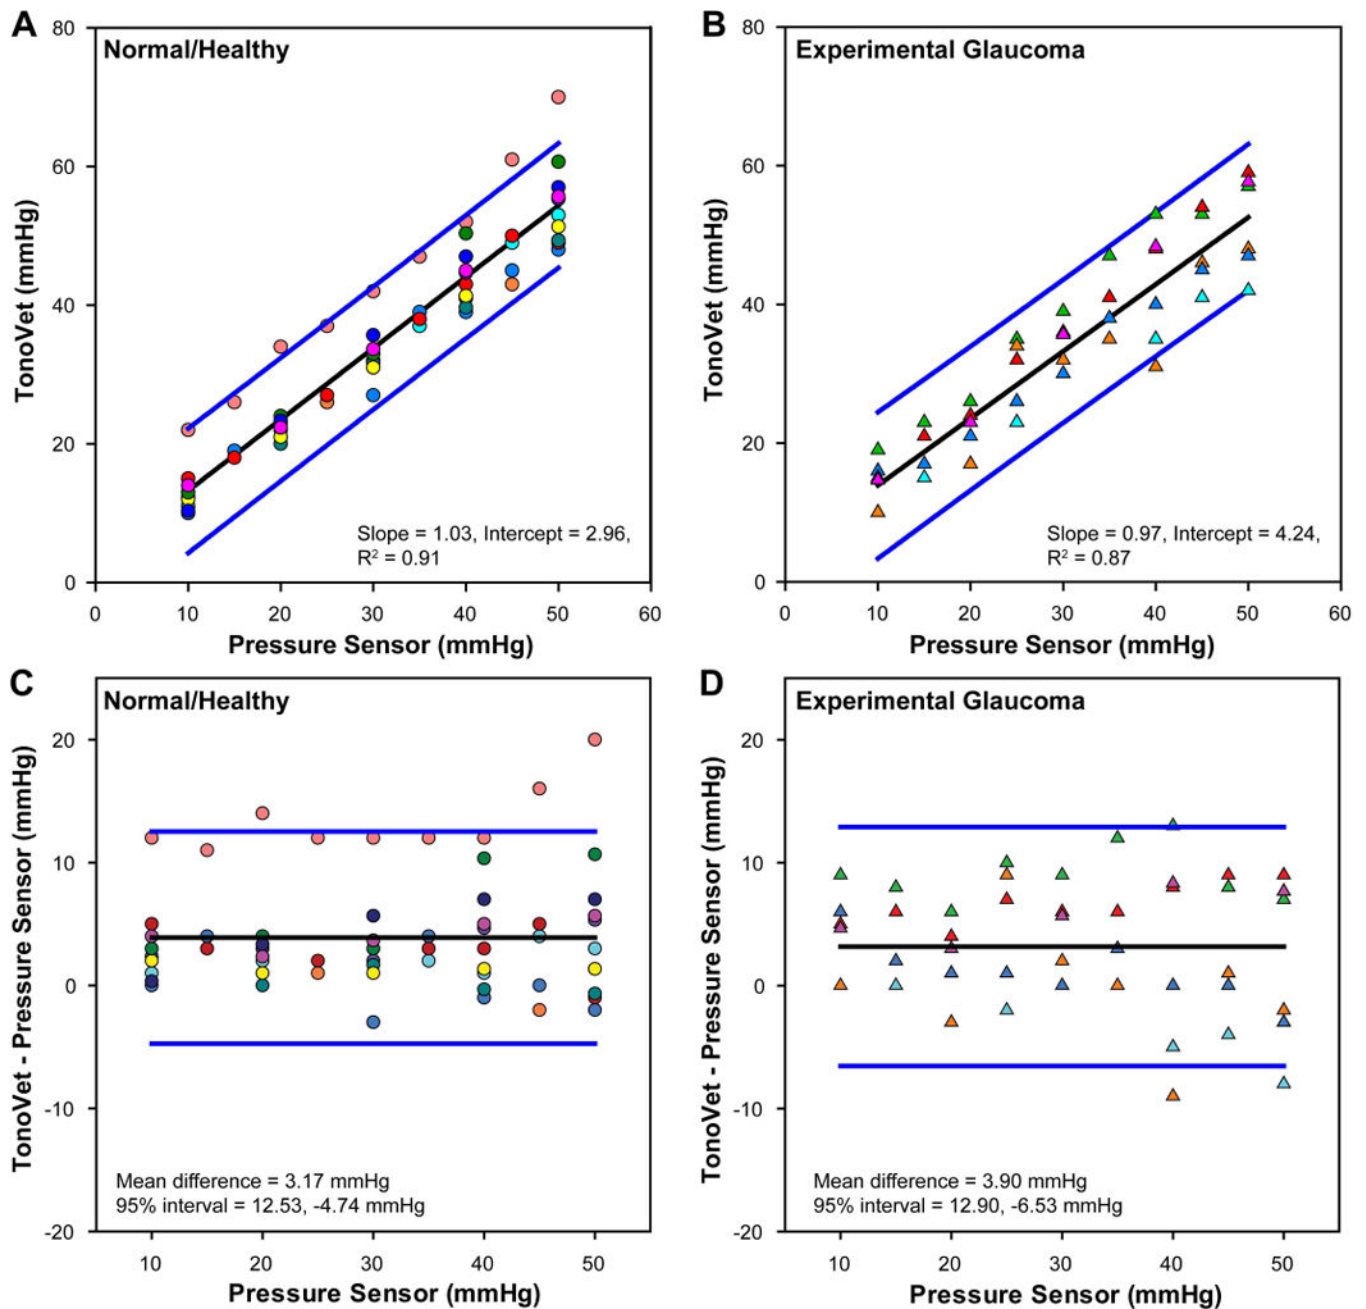 A
Normal/Healthy
80
60
40
20
0
TonoVet (mmHg)
Slope = 1.03, Intercept = 2.96,
R² = 0.91
0 10 20 30 40 50 60
Pressure Sensor (mmHg)
B
Experimental Glaucoma
80
60
40
20
0
TonoVet (mmHg)
Slope = 0.97, Intercept = 4.24,
R² = 0.87
0 10 20 30 40 50 60
Pressure Sensor (mmHg)
C
Normal/Healthy
20
10
0
-10
-20
TonoVet - Pressure Sensor (mmHg)
Mean difference = 3.17 mmHg
95% interval = 12.53, -4.74 mmHg
10 20 30 40 50
Pressure Sensor (mmHg)
D
Experimental Glaucoma
20
10
0
-10
-20
TonoVet - Pressure Sensor (mmHg)
Mean difference = 3.90 mmHg
95% interval = 12.90, -6.53 mmHg
10 20 30 40 50
Pressure Sensor (mmHg)